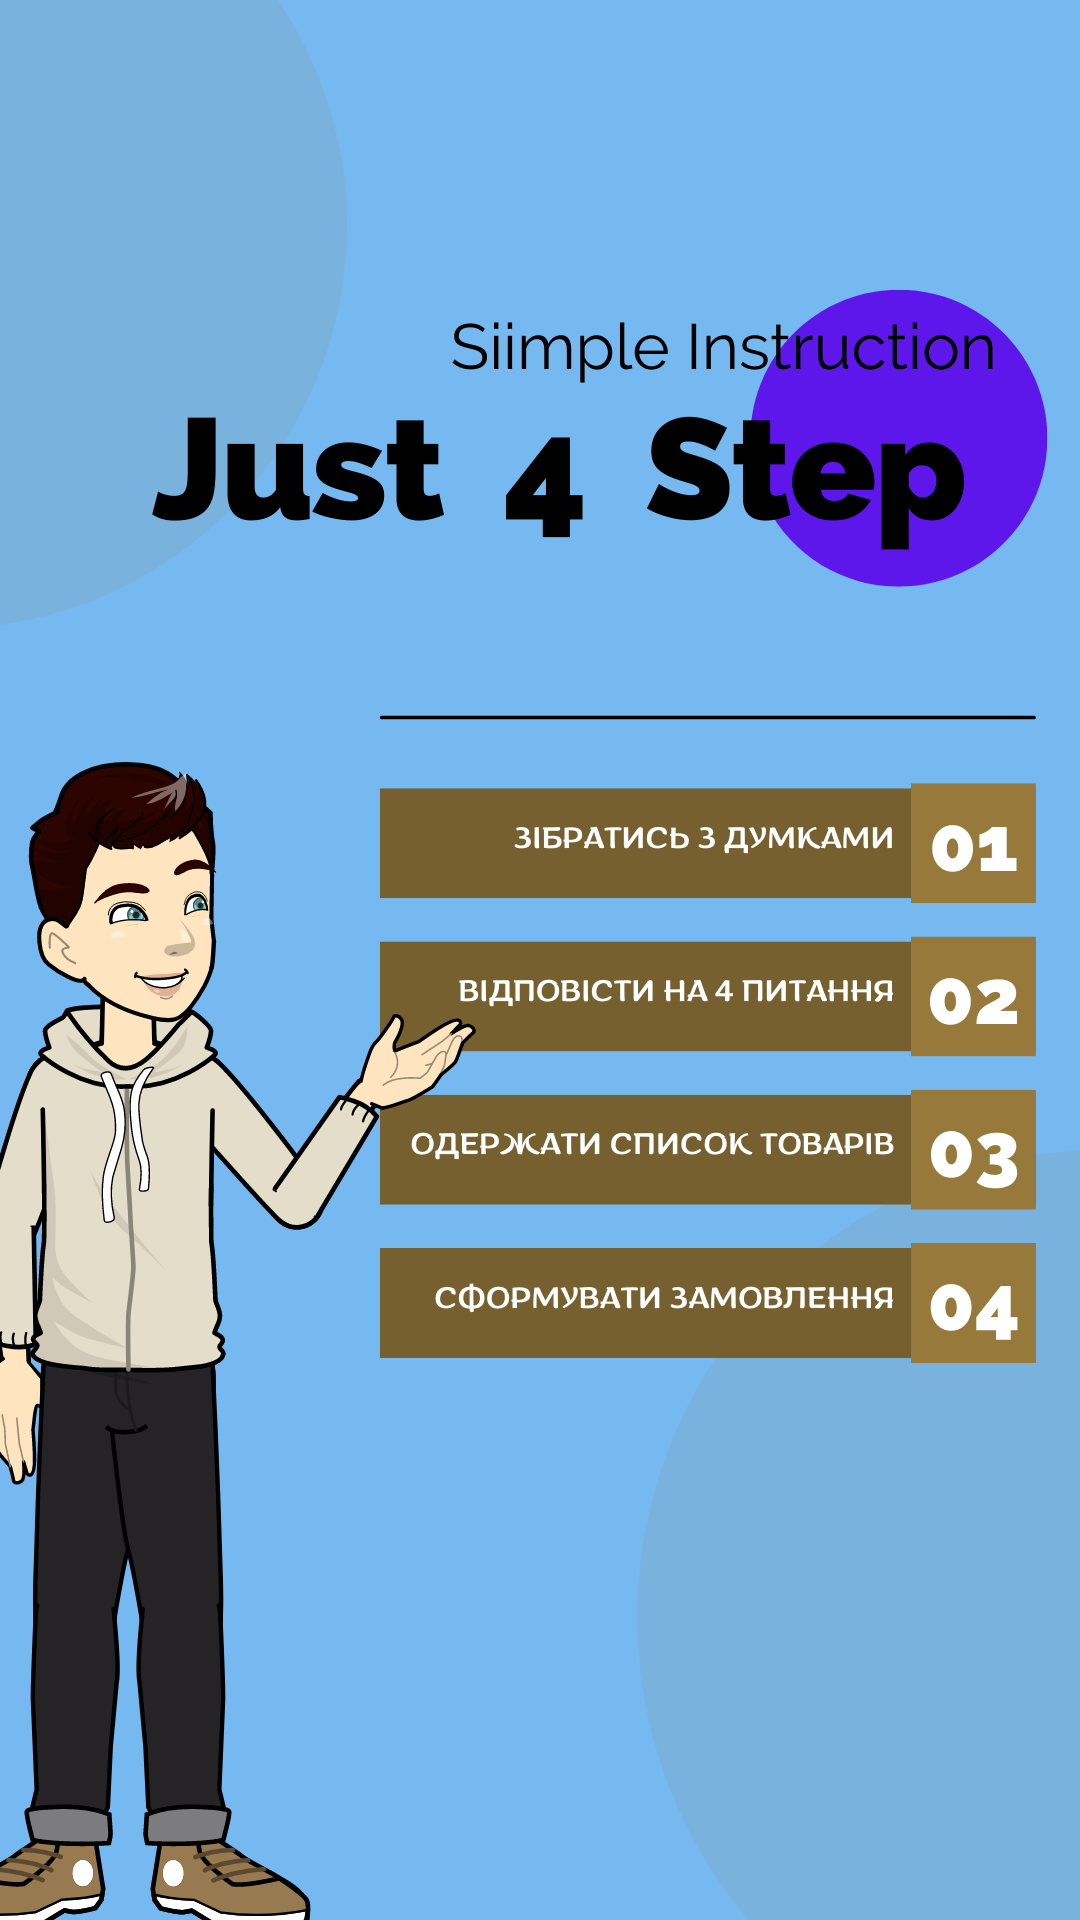 Siimple Instruction
Just 4 Step
ЗІБРАТИСЬ З ДУМКАМИ
01
ВІДПОВІСТИ НА 4 ПИТАННЯ
02
ОДЕРЖАТИ СПИСОК ТОВАРІВ
03
СФОРМУВАТИ ЗАМОВЛЕННЯ
04